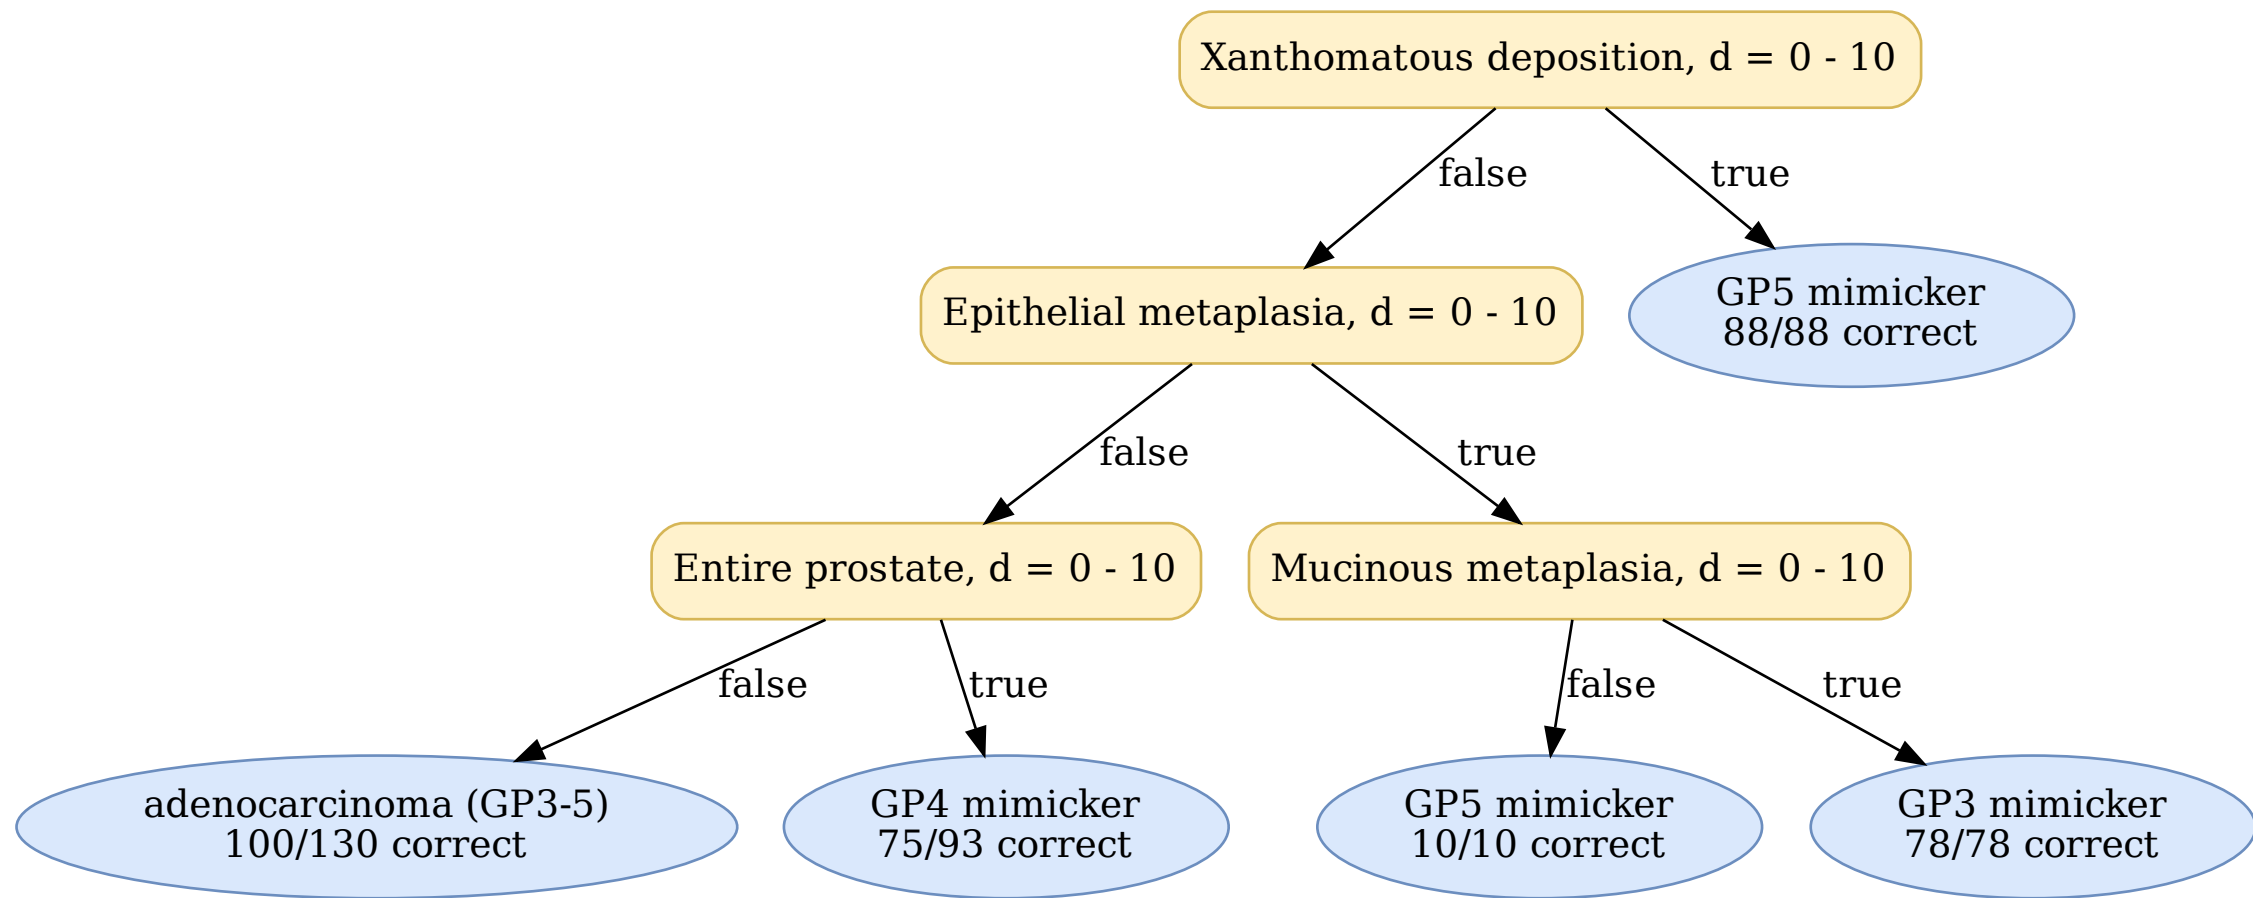 Xanthomatous deposition, d = 0 - 10
false
true
Epithelial metaplasia, d = 0 - 10
GP5 mimicker
88/88 correct
false
true
Entire prostate, d = 0 - 10
Mucinous metaplasia, d = 0 - 10
false
true
false
true
adenocarcinoma (GP3-5)
100/130 correct
GP4 mimicker
75/93 correct
GP5 mimicker
10/10 correct
GP3 mimicker
78/78 correct